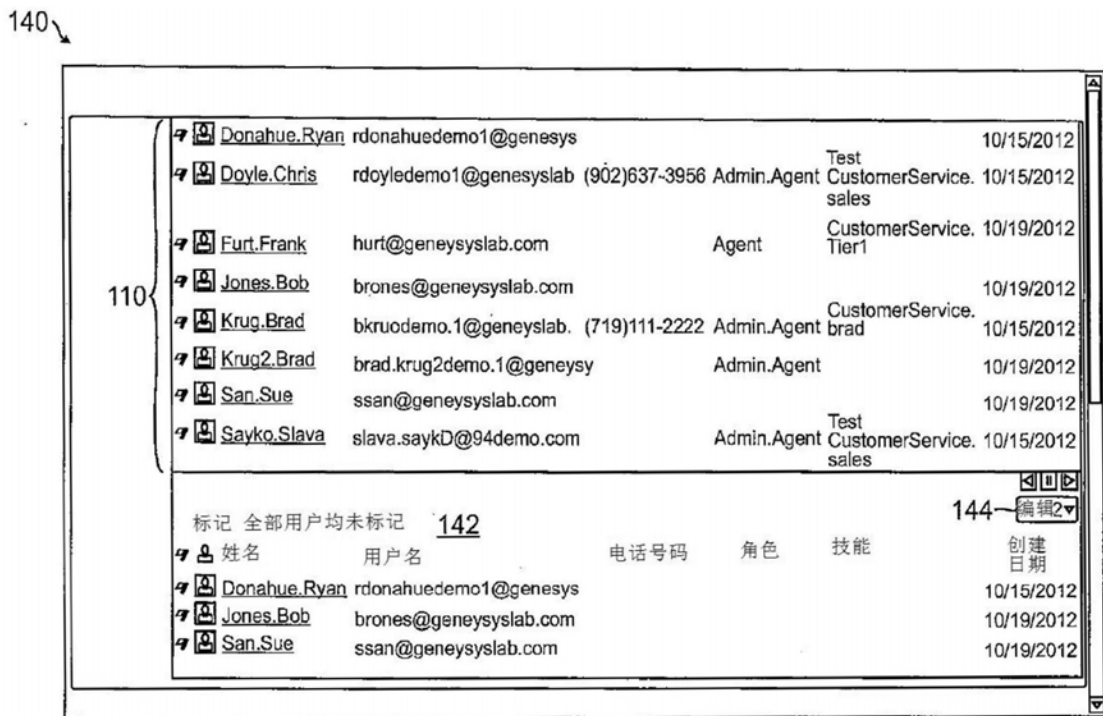 140
Donahue.Ryan rdonahuedemo1@genesys 10/15/2012
Doyle.Chris rdoyledemo1@genesyslab (902)637-3956 Admin.Agent Test CustomerService. sales 10/15/2012
110
Furt.Frank hurt@geneysyslab.com Agent CustomerService. Tier1 10/19/2012
Jones.Bob brones@geneysyslab.com 10/19/2012
Krug.Brad bkruodemo.1@geneyslab. (719)111-2222 Admin.Agent CustomerService. brad 10/15/2012
Krug2.Brad brad.krug2demo.1@geneysy Admin.Agent 10/19/2012
San.Sue ssan@geneysyslab.com 10/19/2012
Sayko.Slava slava.saykD@94demo.com Admin.Agent Test CustomerService. sales 10/15/2012
144 编辑2
标记 全部用户均未标记 142
姓名 用户名 电话号码 角色 技能 创建日期
Donahue.Ryan rdonahuedemo1@genesys 10/15/2012
Jones.Bob brones@geneysyslab.com 10/19/2012
San.Sue ssan@geneysyslab.com 10/19/2012